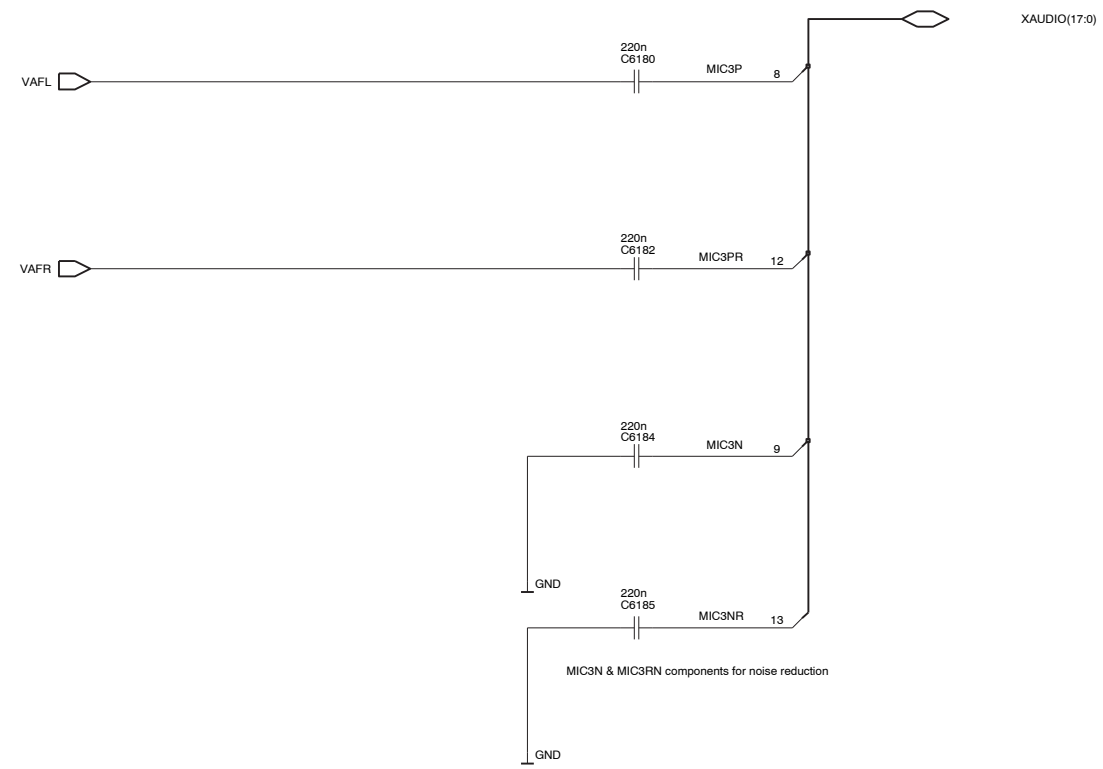 XAUDIO(17:0)
220n
C6180
VAFL
MIC3P
8
220n
C6182
VAFR
MIC3PR
12
220n
C6184
MIC3N
9
GND
220n
C6185
MIC3NR
13
MIC3N & MIC3RN components for noise reduction
GND